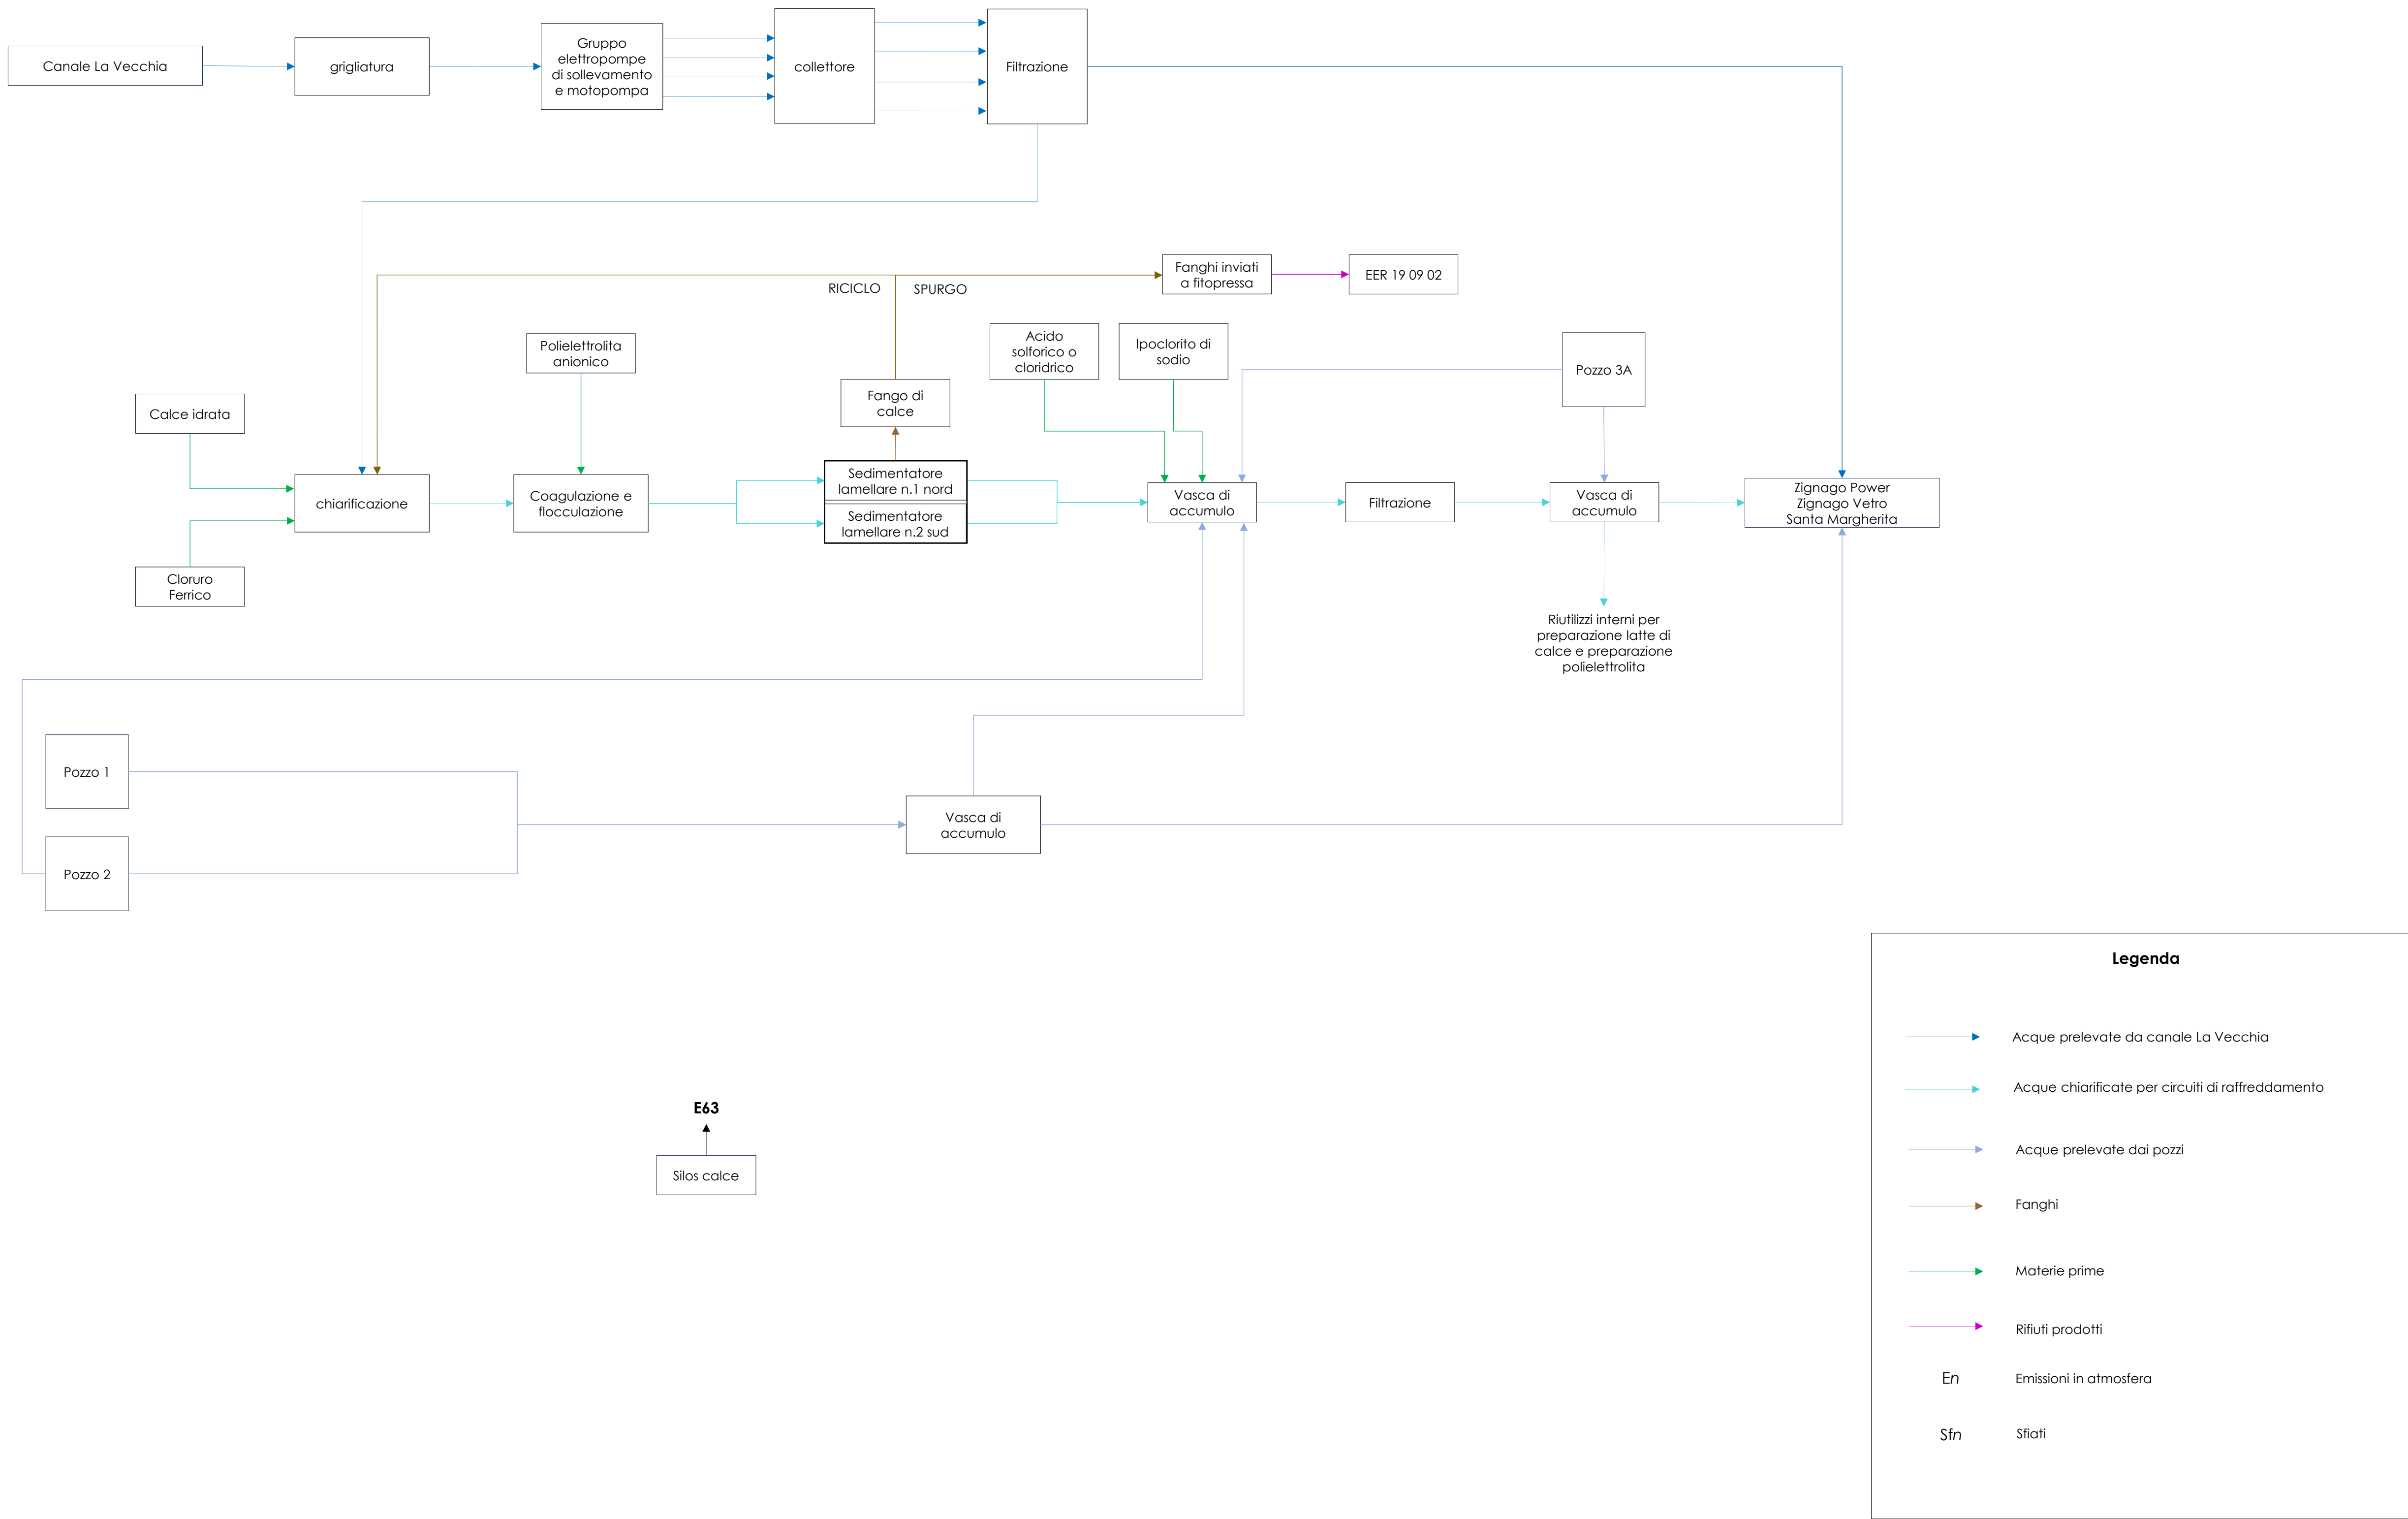 Canale La Vecchia
grigliatura
Gruppo
elettropompe
di sollevamento
e motopompa
collettore
Filtrazione
Fanghi inviati
a fitopressa
EER 19 09 02
RICICLO
SPURGO
Polielettrolita
anionico
Acido
solforico o
cloridrico
Ipoclorito di
sodio
Pozzo 3A
Fango di
calce
Calce idrata
chiarificazione
Coagulazione e
flocculazione
Sedimentatore
lamellare n.1 nord
Sedimentatore
lamellare n.2 sud
Vasca di
accumulo
Filtrazione
Vasca di
accumulo
Zignago Power
Zignago Vetro
Santa Margherita
Cloruro
Ferrico
Riutilizzi interni per
preparazione latte di
calce e preparazione
polielettrolita
Pozzo 1
Vasca di
accumulo
Pozzo 2
E63
Silos calce
Legenda
Acque prelevate da canale La Vecchia
Acque chiarificate per circuiti di raffreddamento
Acque prelevate dai pozzi
Fanghi
Materie prime
Rifiuti prodotti
En Emissioni in atmosfera
Sfn Sfiati